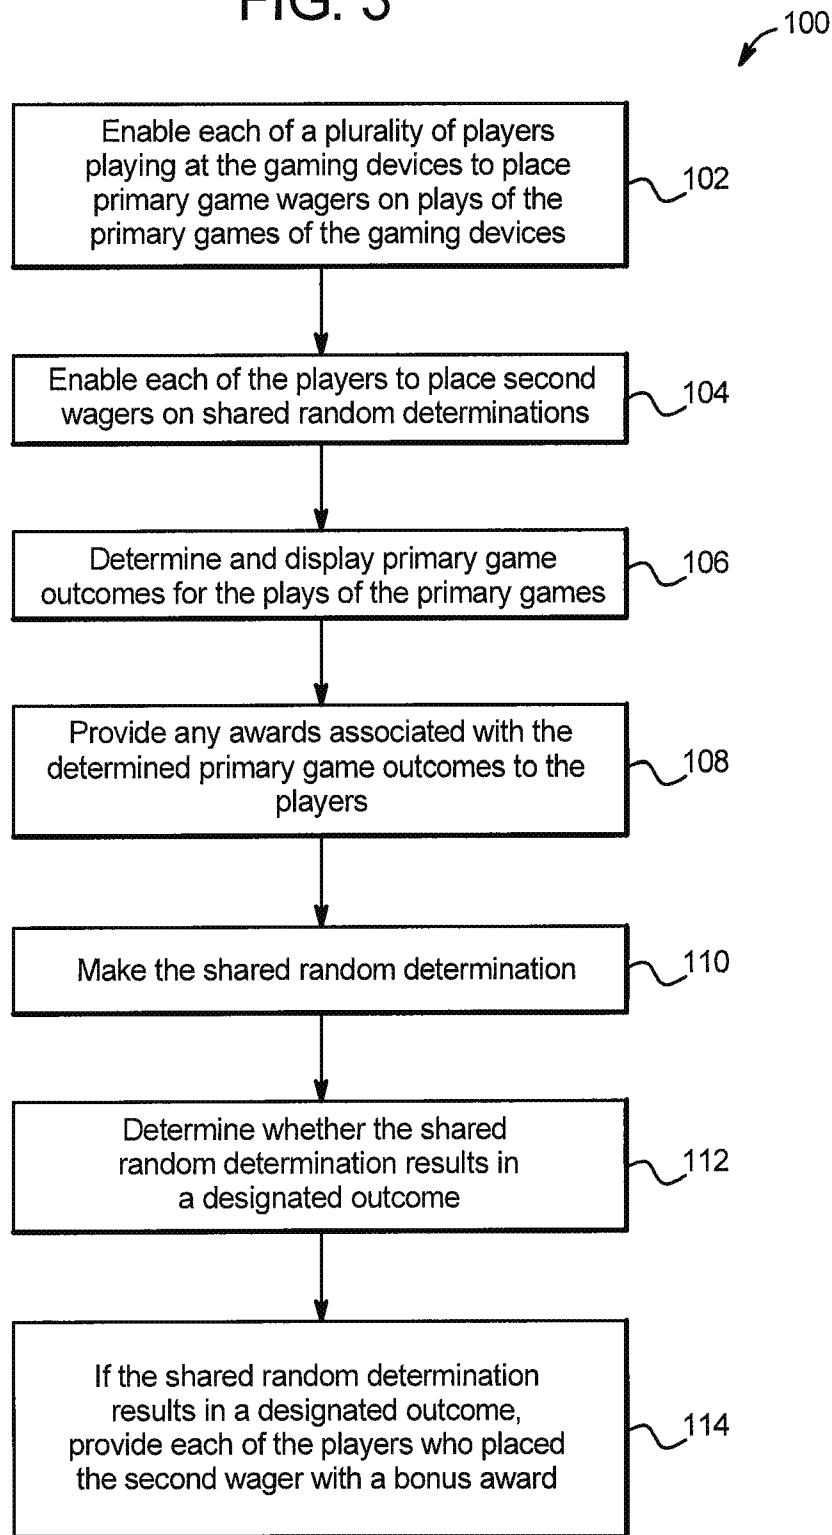 FIG. 3
100
Enable each of a plurality of players
playing at the gaming devices to place
primary game wagers on plays of the
primary games of the gaming devices
102
Enable each of the players to place second
wagers on shared random determinations
104
Determine and display primary game
outcomes for the plays of the primary games
106
Provide any awards associated with the
determined primary game outcomes to the
players
108
Make the shared random determination
110
Determine whether the shared
random determination results in
a designated outcome
112
If the shared random determination
results in a designated outcome,
provide each of the players who placed
the second wager with a bonus award
114